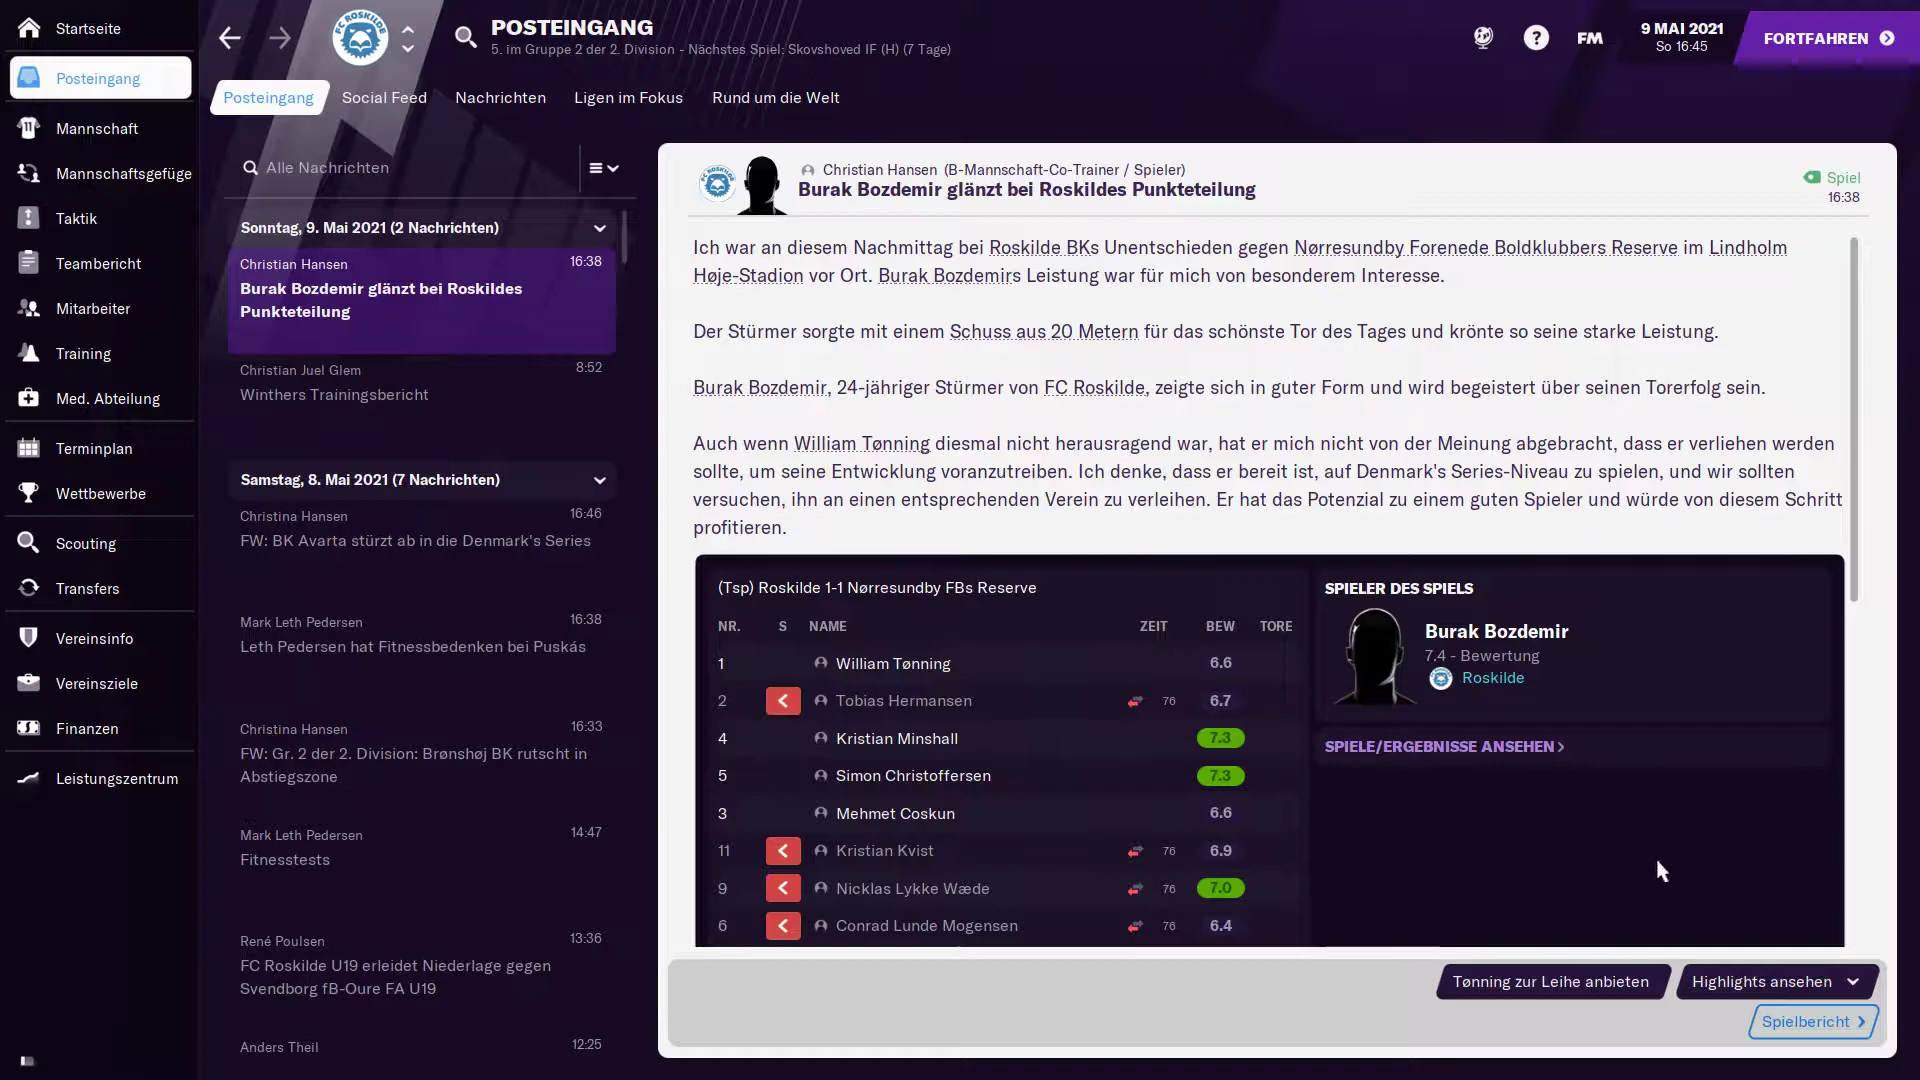 Startseite
Posteingang
Mannschaft
Mannschaftsgefüge
Taktik
Teambericht
Mitarbeiter
Training
Med. Abteilung
Terminplan
Wettbewerbe
Scouting
Transfers
Vereinsinfo
Vereinsziele
Finanzen
Leistungszentrum
FC ROSKILDE
POSTEINGANG
5. im Gruppe 2 der 2. Division - Nächstes Spiel: Skovshoved IF (H) (7 Tage)
FM
9 MAI 2021
So 16:45
FORTFAHREN
Posteingang Social Feed Nachrichten Ligen im Fokus Rund um die Welt
Alle Nachrichten
Sonntag, 9. Mai 2021 (2 Nachrichten)
Christian Hansen 16:38
Burak Bozdemir glänzt bei Roskildes
Punkteteilung
Christian Juel Glem 8:52
Winthers Trainingsbericht
Samstag, 8. Mai 2021 (7 Nachrichten)
Christina Hansen 16:46
FW: BK Avarta stürzt ab in die Denmark's Series
Mark Leth Pedersen 16:38
Leth Pedersen hat Fitnessbedenken bei Puskás
Christina Hansen 16:33
FW: Gr. 2 der 2. Division: Brønshøj BK rutscht in
Abstiegszone
Mark Leth Pedersen 14:47
Fitnesstests
René Poulsen 13:36
FC Roskilde U19 erleidet Niederlage gegen
Svendborg fB-Oure FA U19
Anders Theil 12:25
Christian Hansen (B-Mannschaft-Co-Trainer / Spieler)
Burak Bozdemir glänzt bei Roskildes Punkteteilung
Spiel
16:38
Ich war an diesem Nachmittag bei Roskilde BKs Unentschieden gegen Nørresundby Forenede Boldklubbers Reserve im Lindholm
Høje-Stadion vor Ort. Burak Bozdemirs Leistung war für mich von besonderem Interesse.
Der Stürmer sorgte mit einem Schuss aus 20 Metern für das schönste Tor des Tages und krönte so seine starke Leistung.
Burak Bozdemir, 24-jähriger Stürmer von FC Roskilde, zeigte sich in guter Form und wird begeistert über seinen Torerfolg sein.
Auch wenn William Tønning diesmal nicht herausragend war, hat er mich nicht von der Meinung abgebracht, dass er verliehen werden
sollte, um seine Entwicklung voranzutreiben. Ich denke, dass er bereit ist, auf Denmark's Series-Niveau zu spielen, und wir sollten
versuchen, ihn an einen entsprechenden Verein zu verleihen. Er hat das Potenzial zu einem guten Spieler und würde von diesem Schritt
profitieren.
(Tsp) Roskilde 1-1 Nørresundby FBs Reserve
NR. S NAME ZEIT BEW TORE
1 William Tønning 6.6
2 Tobias Hermansen 76 6.7
4 Kristian Minshall 7.3
5 Simon Christoffersen 7.3
3 Mehmet Coskun 6.6
11 Kristian Kvist 76 6.9
9 Nicklas Lykke Wæde 76 7.0
6 Conrad Lunde Mogensen 76 6.4
SPIELER DES SPIELS
Burak Bozdemir
7.4 - Bewertung
Roskilde
SPIELE/ERGEBNISSE ANSEHEN
Tønning zur Leihe anbieten
Highlights ansehen
Spielbericht